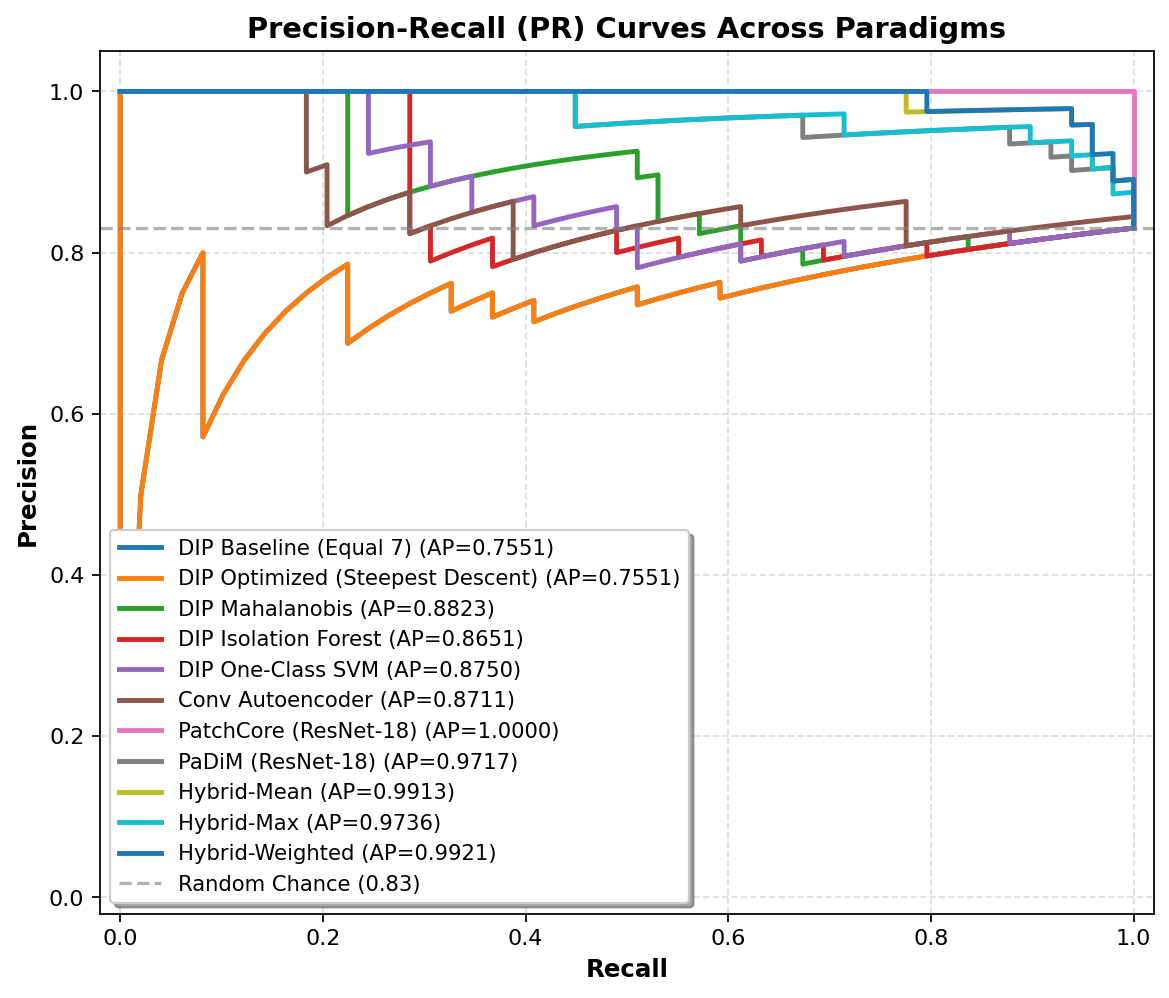 Precision-Recall (PR) Curves Across Paradigms
Precision
1.0
0.8
0.6
0.4
0.2
0.0
DIP Baseline (Equal 7) (AP=0.7551)
DIP Optimized (Steepest Descent) (AP=0.7551)
DIP Mahalanobis (AP=0.8823)
DIP Isolation Forest (AP=0.8651)
DIP One-Class SVM (AP=0.8750)
Conv Autoencoder (AP=0.8711)
PatchCore (ResNet-18) (AP=1.0000)
PaDiM (ResNet-18) (AP=0.9717)
Hybrid-Mean (AP=0.9913)
Hybrid-Max (AP=0.9736)
Hybrid-Weighted (AP=0.9921)
Random Chance (0.83)
0.0 0.2 0.4 0.6 0.8 1.0
Recall